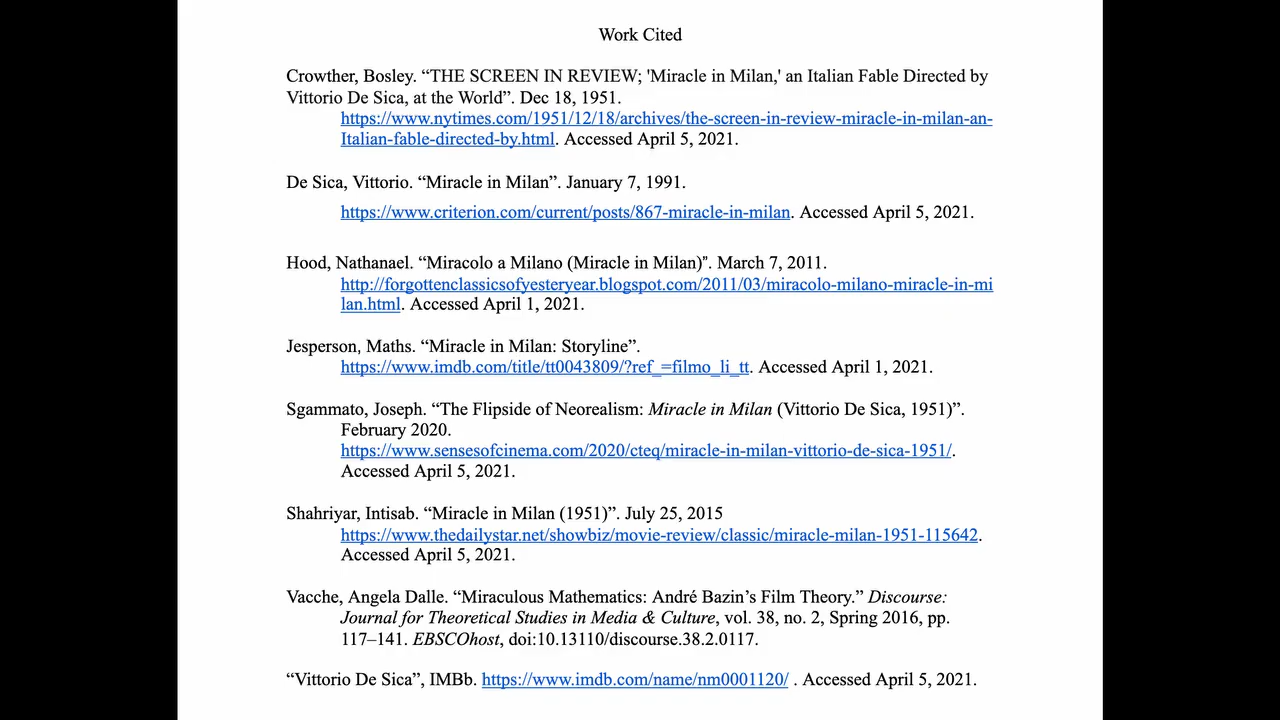 Work Cited
Crowther, Bosley. “THE SCREEN IN REVIEW; 'Miracle in Milan,' an Italian Fable Directed by
Vittorio De Sica, at the World”. Dec 18, 1951.
https://www.nytimes.com/1951/12/18/archives/the-screen-in-review-miracle-in-milan-an-
Italian-fable-directed-by.html. Accessed April 5, 2021.
De Sica, Vittorio. “Miracle in Milan”. January 7, 1991.
https://www.criterion.com/current/posts/867-miracle-in-milan. Accessed April 5, 2021.
Hood, Nathanael. “Miracolo a Milano (Miracle in Milan)”. March 7, 2011.
http://forgottenclassicsofyesteryear.blogspot.com/2011/03/miracolo-milano-miracle-in-mi
lan.html. Accessed April 1, 2021.
Jesperson, Maths. “Miracle in Milan: Storyline”.
https://www.imdb.com/title/tt0043809/?ref_=filmo_li_tt. Accessed April 1, 2021.
Sgammato, Joseph. “The Flipside of Neorealism: Miracle in Milan (Vittorio De Sica, 1951)”.
February 2020.
https://www.sensesofcinema.com/2020/cteq/miracle-in-milan-vittorio-de-sica-1951/.
Accessed April 5, 2021.
Shahriyar, Intisab. “Miracle in Milan (1951)”. July 25, 2015
https://www.thedailystar.net/showbiz/movie-review/classic/miracle-milan-1951-115642.
Accessed April 5, 2021.
Vacche, Angela Dalle. “Miraculous Mathematics: André Bazin’s Film Theory.” Discourse:
Journal for Theoretical Studies in Media & Culture, vol. 38, no. 2, Spring 2016, pp.
117–141. EBSCOhost, doi:10.13110/discourse.38.2.0117.
“Vittorio De Sica”, IMBb. https://www.imdb.com/name/nm0001120/ . Accessed April 5, 2021.